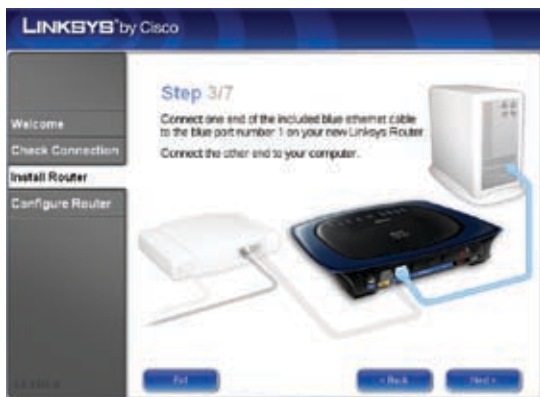 LINKSYS® by Cisco
Step 3/7
Connect one end of the included blue ethernet cable
to the blue port number 1 on your new Linksys Router
Connect the other end to your computer.
Welcome
Check Connection
Install Router
Configure Router
Exit
< Back
Next >